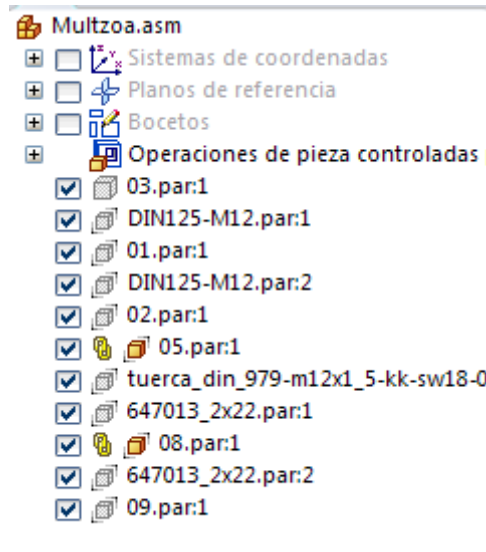 Multzoa.asm
Sistemas de coordenadas
Planos de referencia
Bocetos
Operaciones de pieza controladas
03.par:1
DIN125-M12.par:1
01.par:1
DIN125-M12.par:2
02.par:1
05.par:1
tuerca_din_979-m12x1_5-kk-sw18-0
647013_2x22.par:1
08.par:1
647013_2x22.par:2
09.par:1